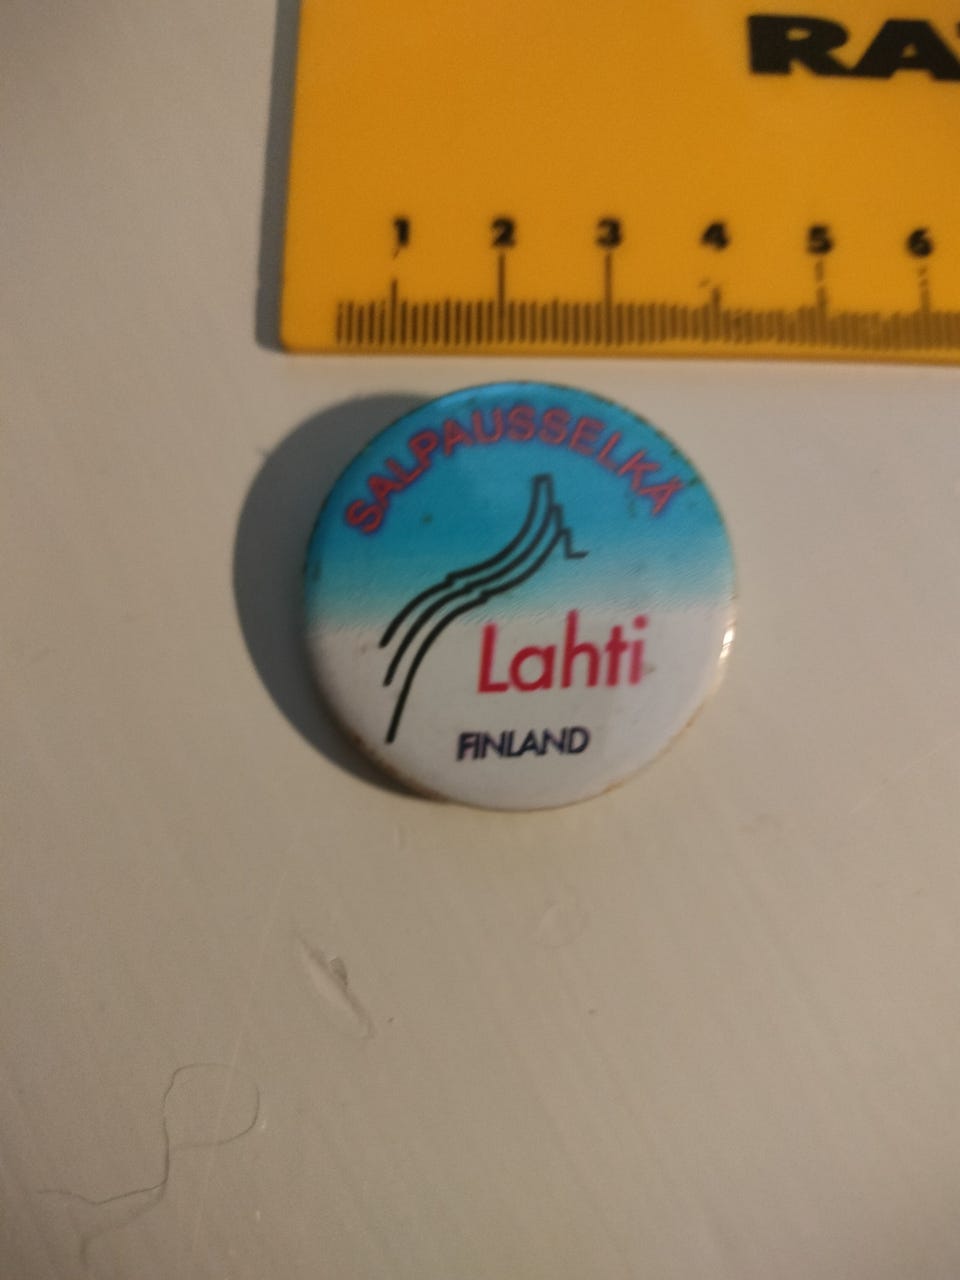 RA
1 2 3 4 5 6
SALPAUSSELKÄ
Lahti
FINLAND